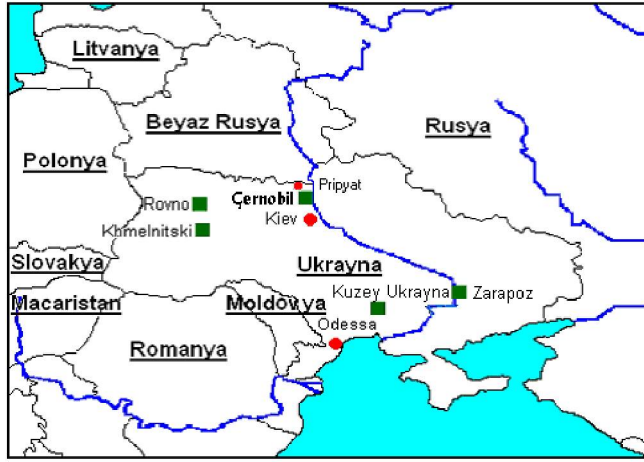 Litvanya
Beyaz Rusya
Rusya
Polonya
Pripyat
Çernobil
Rovno
Kiev
Khmelnitski
Slovakya
Ukrayna
Kuzey Ukrayna
Zarapoz
Macaristan
Moldovya
Odessa
Romanya